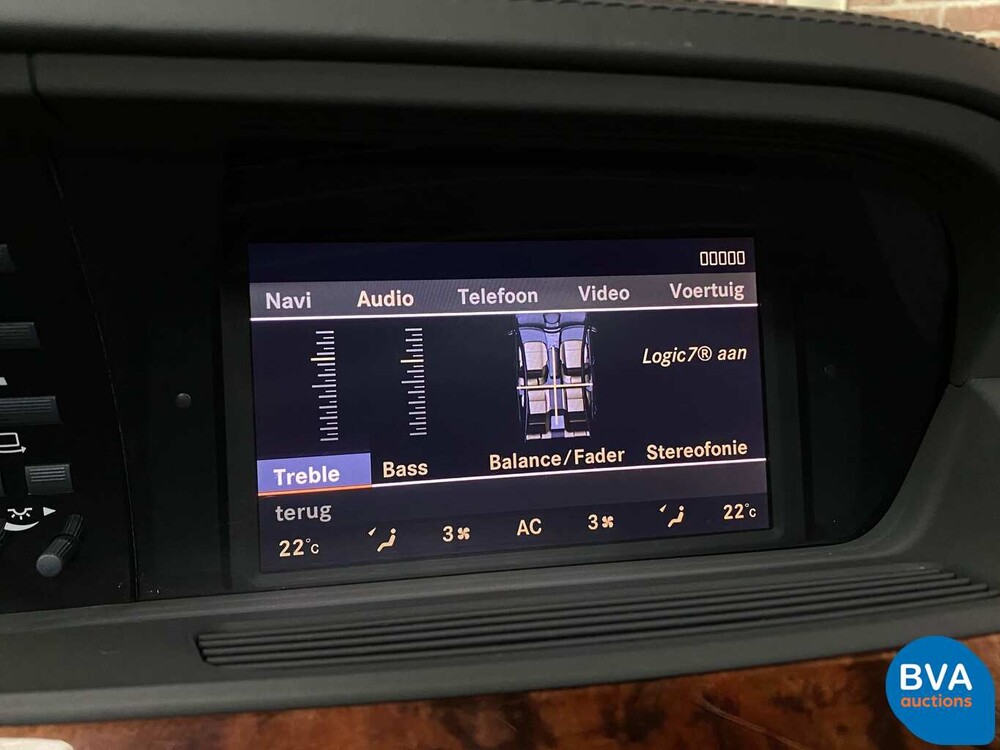 Navi Audio Telefoon Video Voertuig
Logic7® aan
Treble Bass Balance/Fader Stereofonie
terug
22°C 3 AC 3 22°C
BVA
auctions